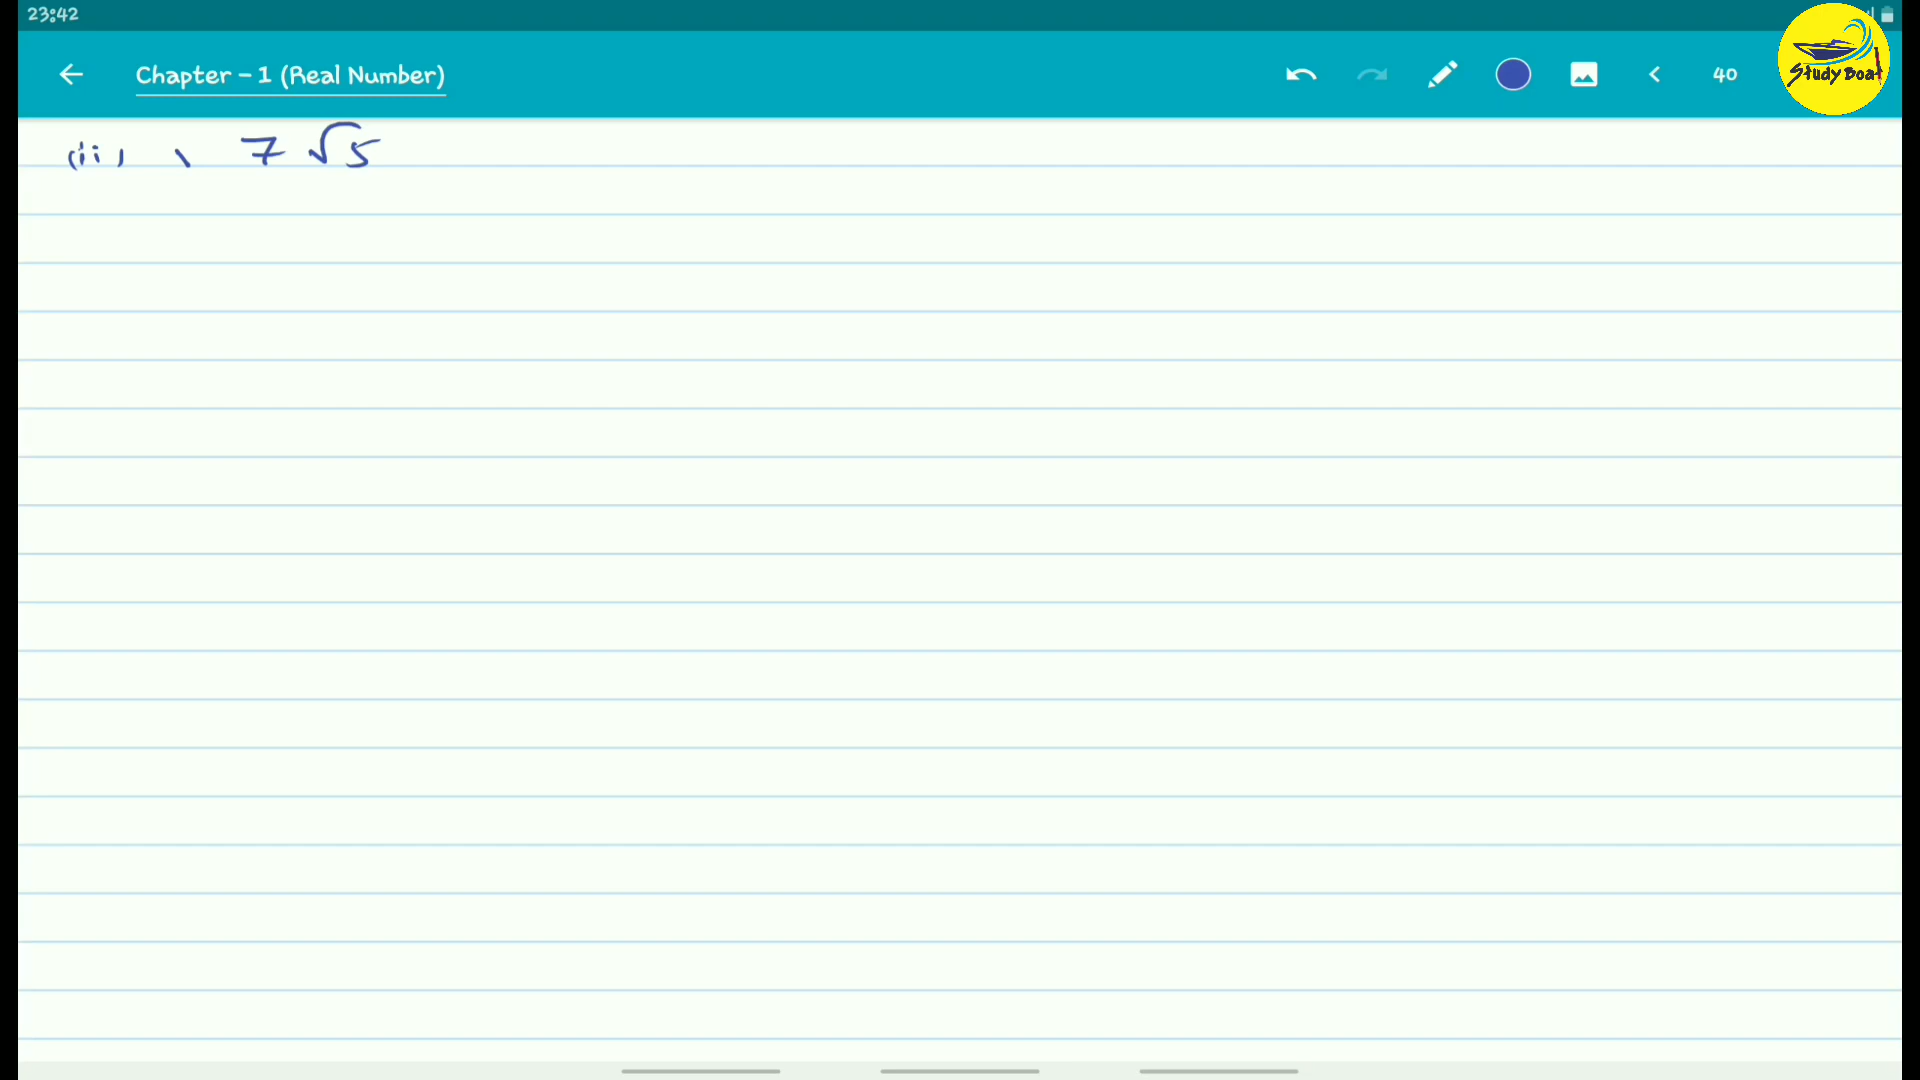 23:42
Chapter - 1 (Real Number)
40
Study Boat
(ii) \ 7 √5